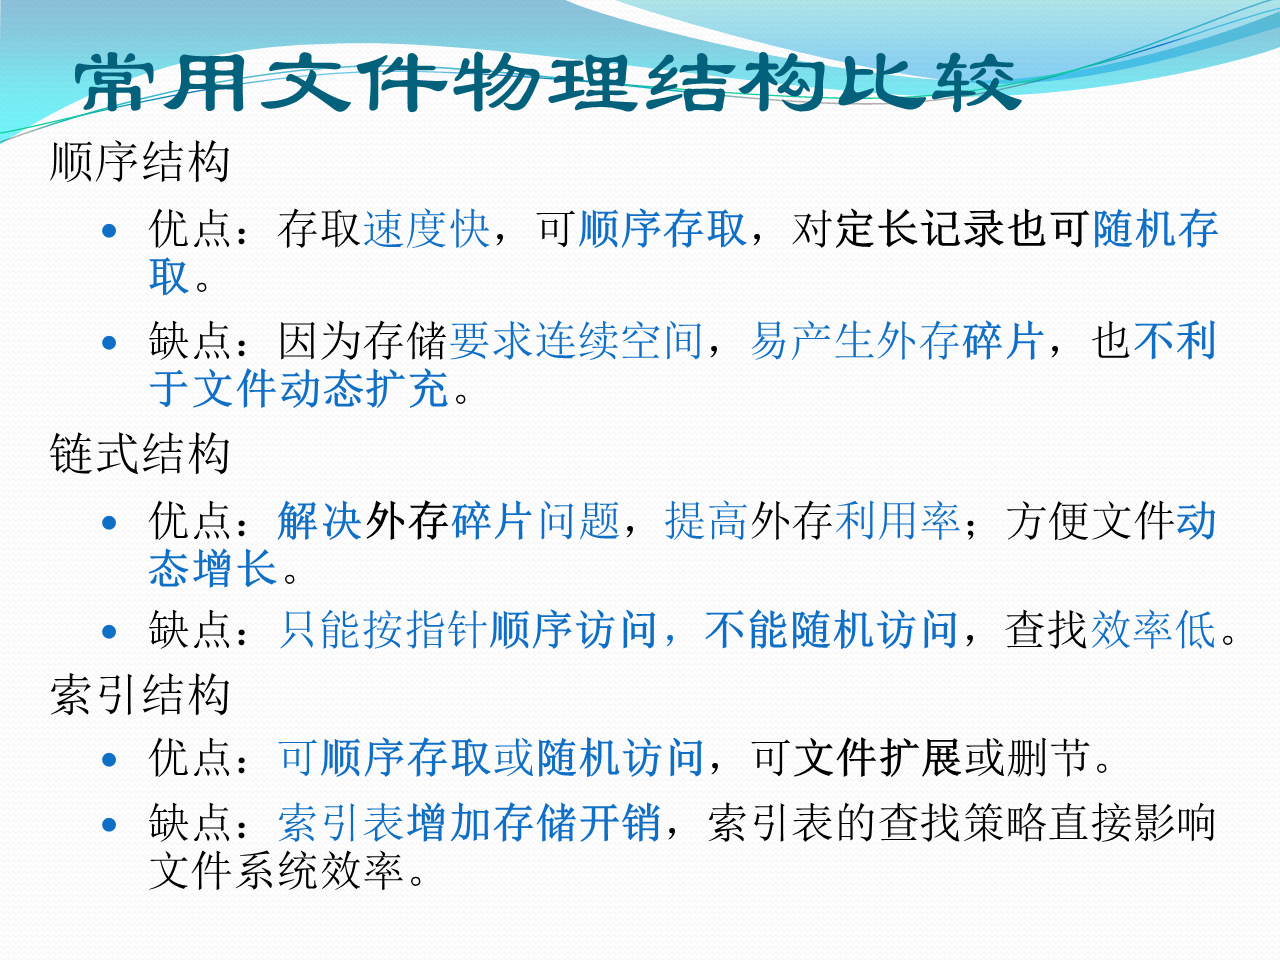 常用文件物理结构比较
顺序结构
• 优点：存取速度快，可顺序存取，对定长记录也可随机存
取。
• 缺点：因为存储要求连续空间，易产生外存碎片，也不利
于文件动态扩充。
链式结构
• 优点：解决外存碎片问题，提高外存利用率；方便文件动
态增长。
• 缺点：只能按指针顺序访问，不能随机访问，查找效率低。
索引结构
• 优点：可顺序存取或随机访问，可文件扩展或删节。
• 缺点：索引表增加存储开销，索引表的查找策略直接影响
文件系统效率。